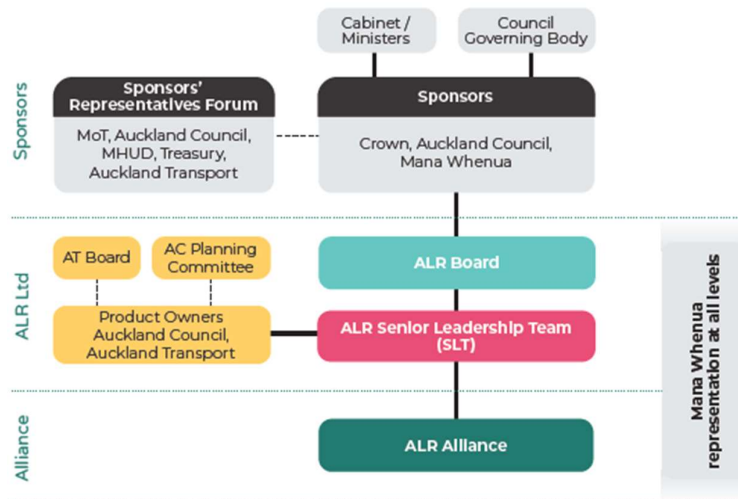 Cabinet /
Ministers
Council
Governing Body
Sponsors
Sponsors'
Representatives Forum
MoT, Auckland Council,
MHUD, Treasury,
Auckland Transport
Sponsors
Crown, Auckland Council,
Mana Whenua
ALR Ltd
AT Board
AC Planning
Committee
ALR Board
Product Owners
Auckland Council,
Auckland Transport
ALR Senior Leadership Team
(SLT)
Mana Whenua
representation at all levels
Alliance
ALR Alliance